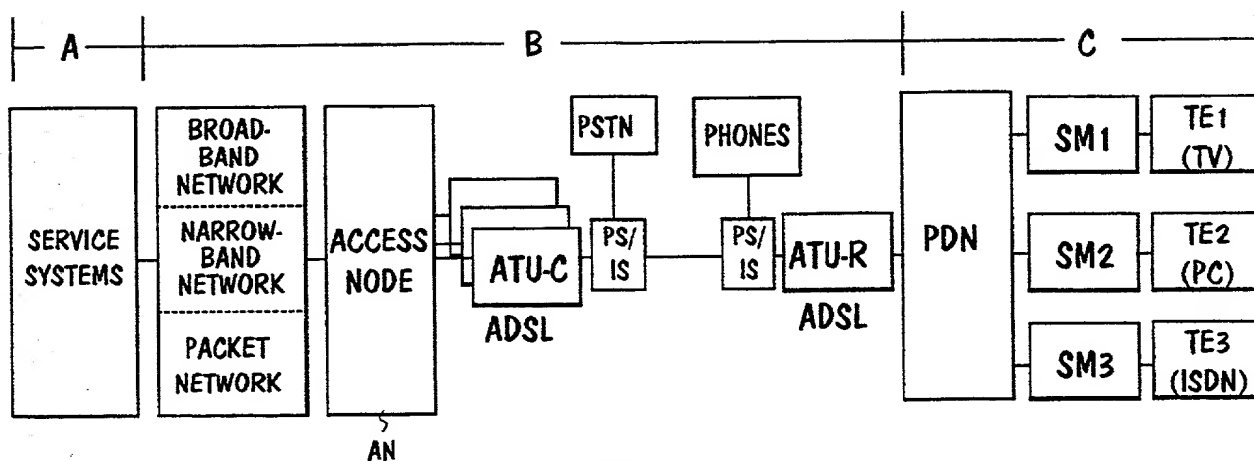 A
B
C
SERVICE
SYSTEMS
BROAD-
BAND
NETWORK
NARROW-
BAND
NETWORK
PACKET
NETWORK
ACCESS
NODE
AN
ATU-C
ADSL
PSTN
PS/
IS
PHONES
PS/
IS
ATU-R
ADSL
PDN
SM1
TE1
(TV)
SM2
TE2
(PC)
SM3
TE3
(ISDN)